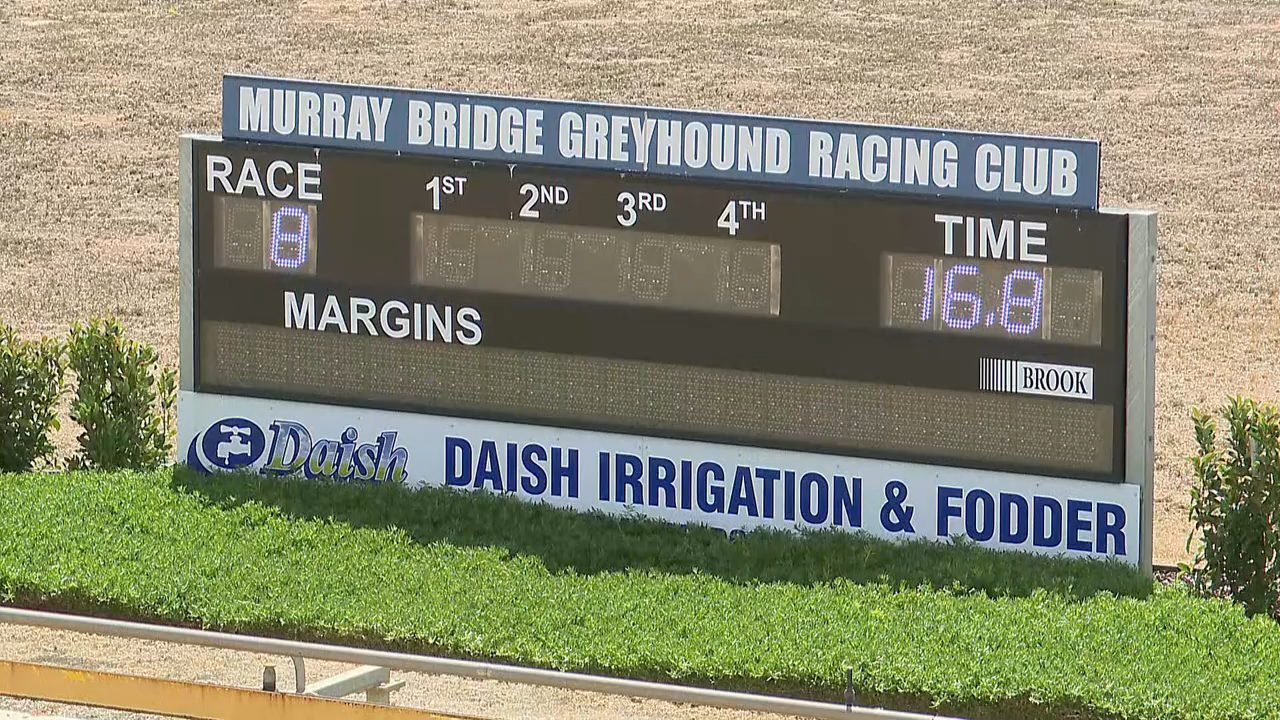 MURRAY BRIDGE GREYHOUND RACING CLUB
RACE 1ST 2ND 3RD 4TH TIME
8 16.8
MARGINS
BROOK
Daish DAISH IRRIGATION & FODDER